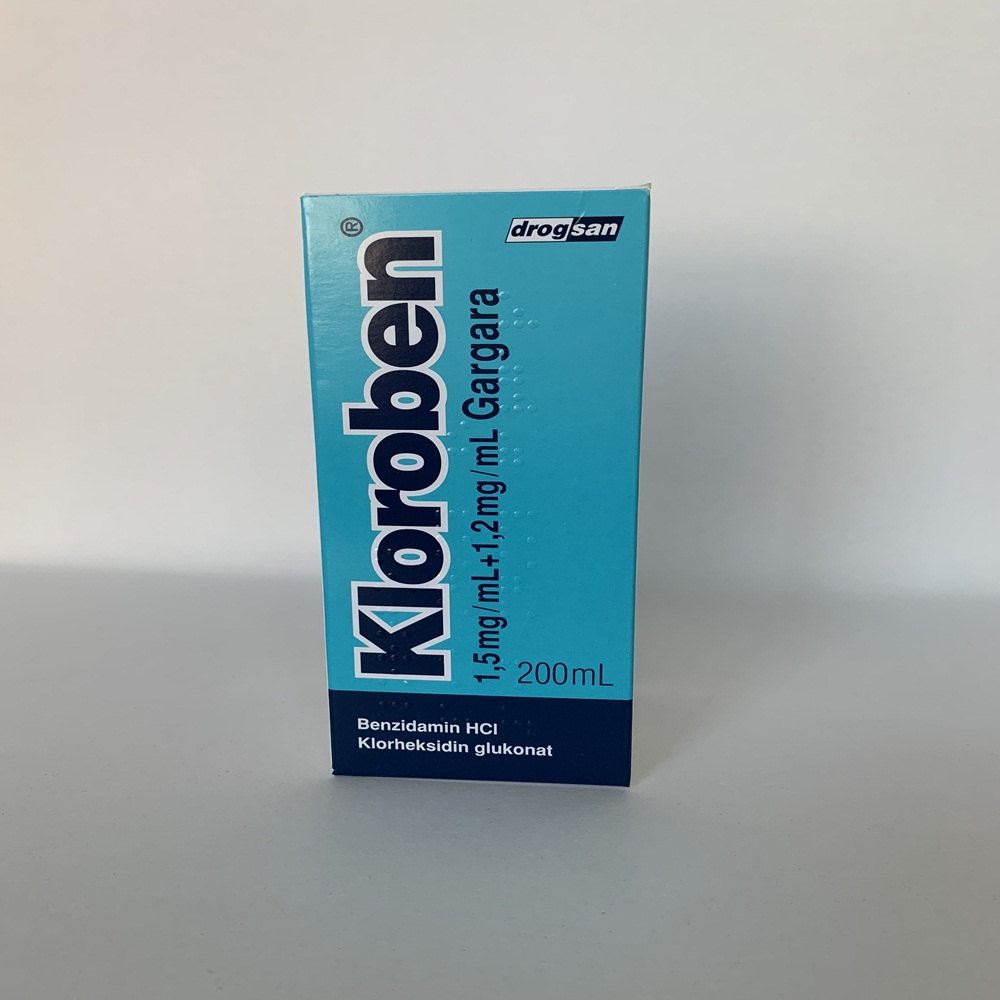 drogsan
Kloroben®
1,5mg/mL+1,2mg/mL Gargara
200mL
Benzidamin HCl
Klorheksidin glukonat